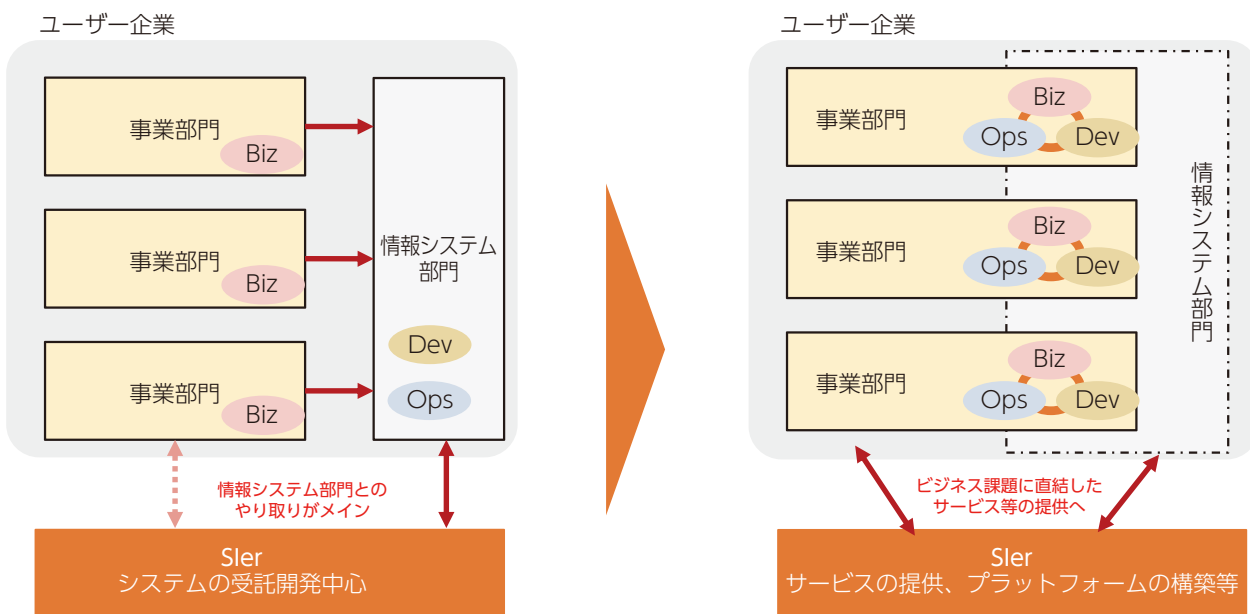 ユーザー企業
事業部門
Biz
事業部門
Biz
事業部門
Biz
情報システム
部門
Dev
Ops
情報システム部門との
やり取りがメイン
SIer
システムの受託開発中心
ユーザー企業
事業部門
Biz
Ops
Dev
事業部門
Biz
Ops
Dev
事業部門
Biz
Ops
Dev
情報システム部門
ビジネス課題に直結した
サービス等の提供へ
SIer
サービスの提供、プラットフォームの構築等